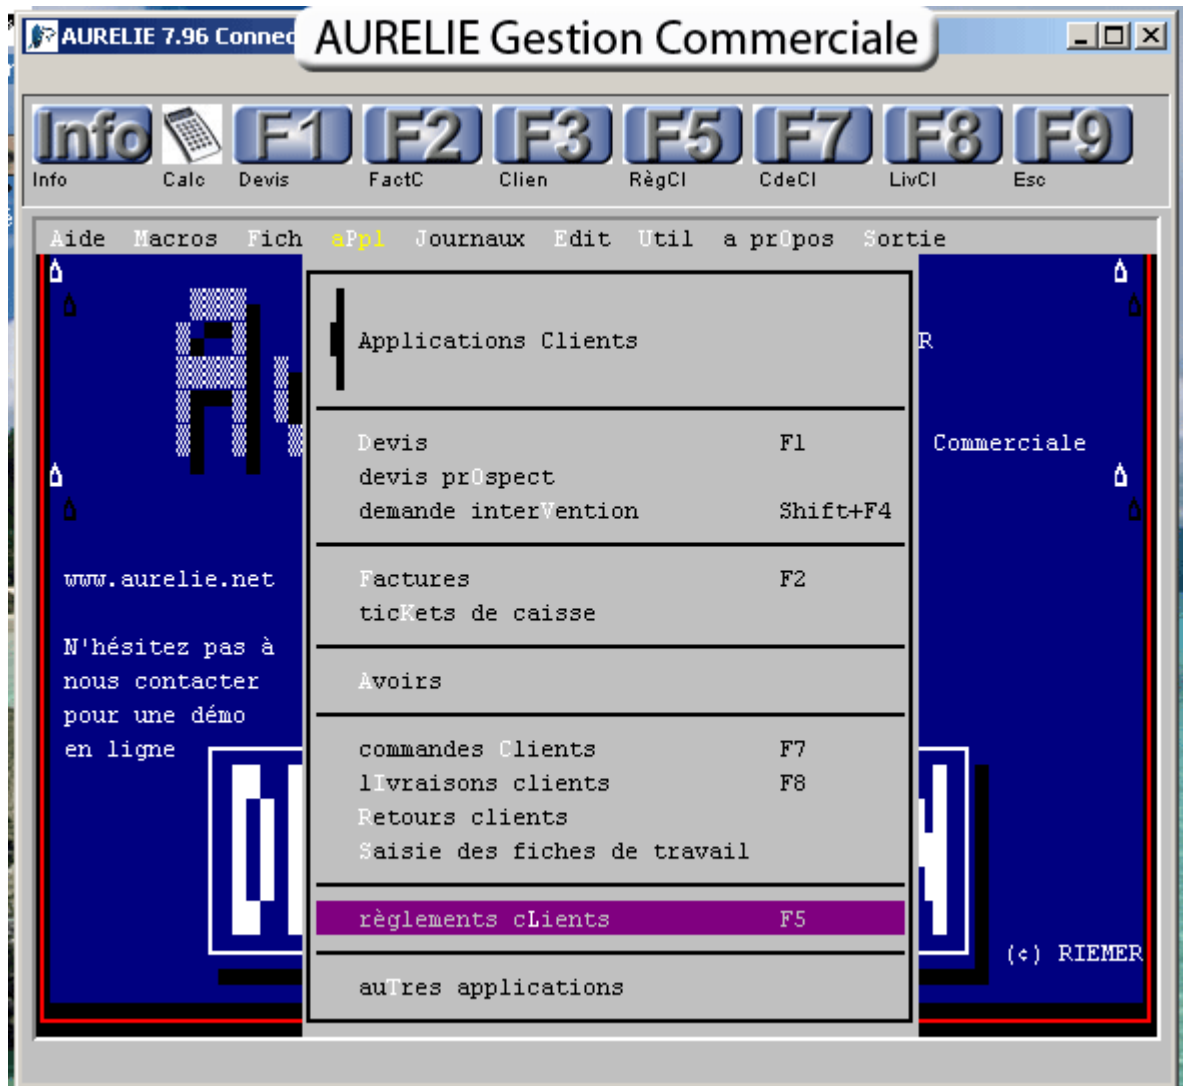 AURELIE 7.96 Connec
AURELIE Gestion Commerciale
Info F1 F2 F3 F5 F7 F8 F9
Info Calc Devis FactC Clien RègCl CdeCl LivCl Esc
Aide Macros Fich aPpl Journaux Edit Util a prOpos Sortie
Applications Clients
R
Devis F1
Commerciale
devis prOspect
demande interVention Shift+F4
www.aurelie.net
Factures F2
ticKets de caisse
N'hésitez pas à
nous contacter
pour une démo
en ligne
Avoirs
commandes Clients F7
lIvraisons clients F8
Retours clients
Saisie des fiches de travail
règlements cLients F5
(¢) RIEMER
auTres applications